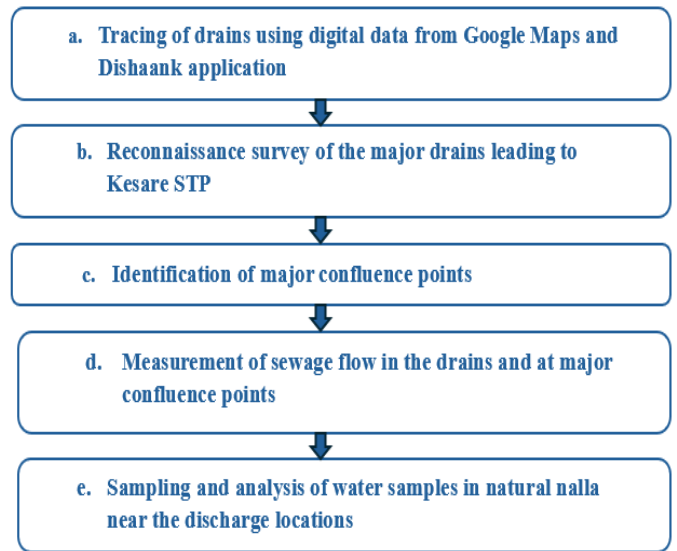 a. Tracing of drains using digital data from Google Maps and
Dishaank application
b. Reconnaissance survey of the major drains leading to
Kesare STP
c. Identification of major confluence points
d. Measurement of sewage flow in the drains and at major
confluence points
e. Sampling and analysis of water samples in natural nalla
near the discharge locations